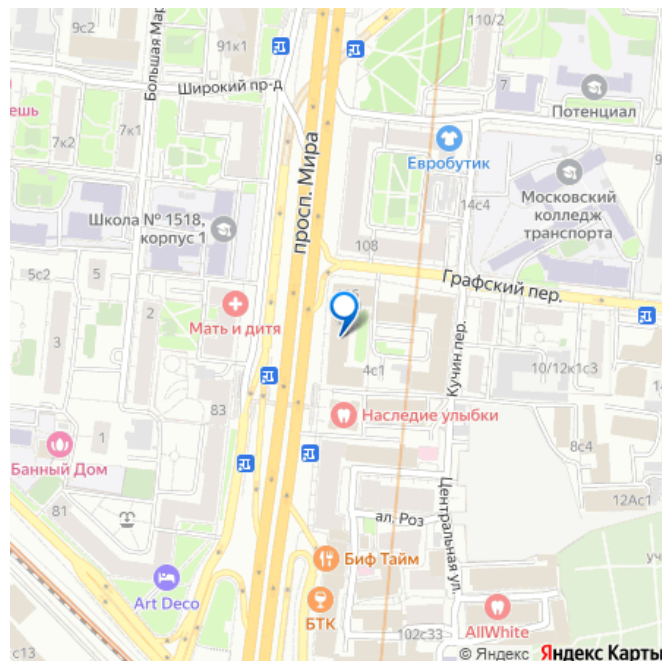 9с2
91к1
110/2
Большая Мар
Широкий пр-д
7
Потенциал
ешь
7к2
7к1
просп. Мира
Евробутик
14с4
Московский
колледж
транспорта
Школа № 1518,
корпус 1
108
5с2
5
Графский пер.
2
Мать и дитя
3
4с1
Кучин пер.
10/12к1с3
83
Наследие улыбки
1
Банный Дом
8с4
12Ас1
81
ал. Роз
Центральная ул.
Биф Тайм
Art Deco
БТК
уч
102с33
AllWhite
с13
© Яндекс Яндекс Карты